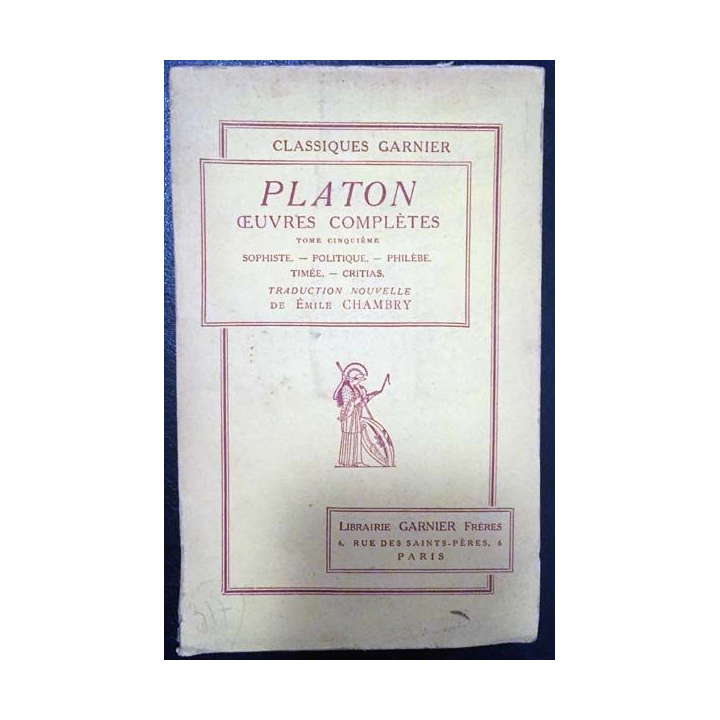 CLASSIQUES GARNIER
PLATON
ŒUVRES COMPLÈTES
TOME CINQUIÈME
SOPHISTE. — POLITIQUE. — PHILÈBE.
TIMÉE. — CRITIAS.
TRADUCTION NOUVELLE
DE ÉMILE CHAMBRY
LIBRAIRIE GARNIER FRÈRES
6, RUE DES SAINTS-PÈRES, 6
PARIS